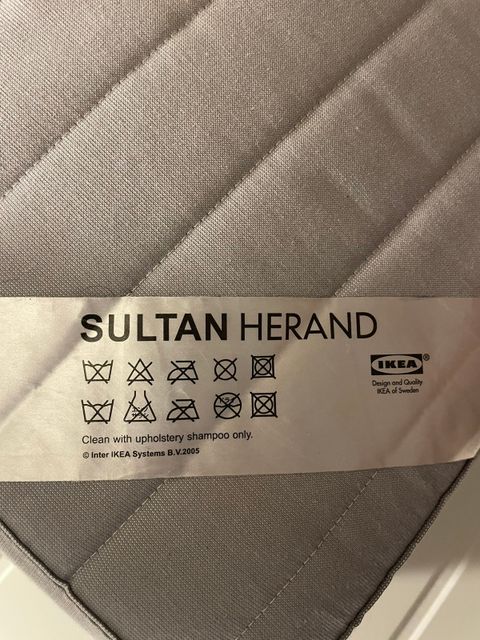 SULTAN HERAND
IKEA®
Design and Quality
IKEA of Sweden
Clean with upholstery shampoo only.
© Inter IKEA Systems B.V.2005